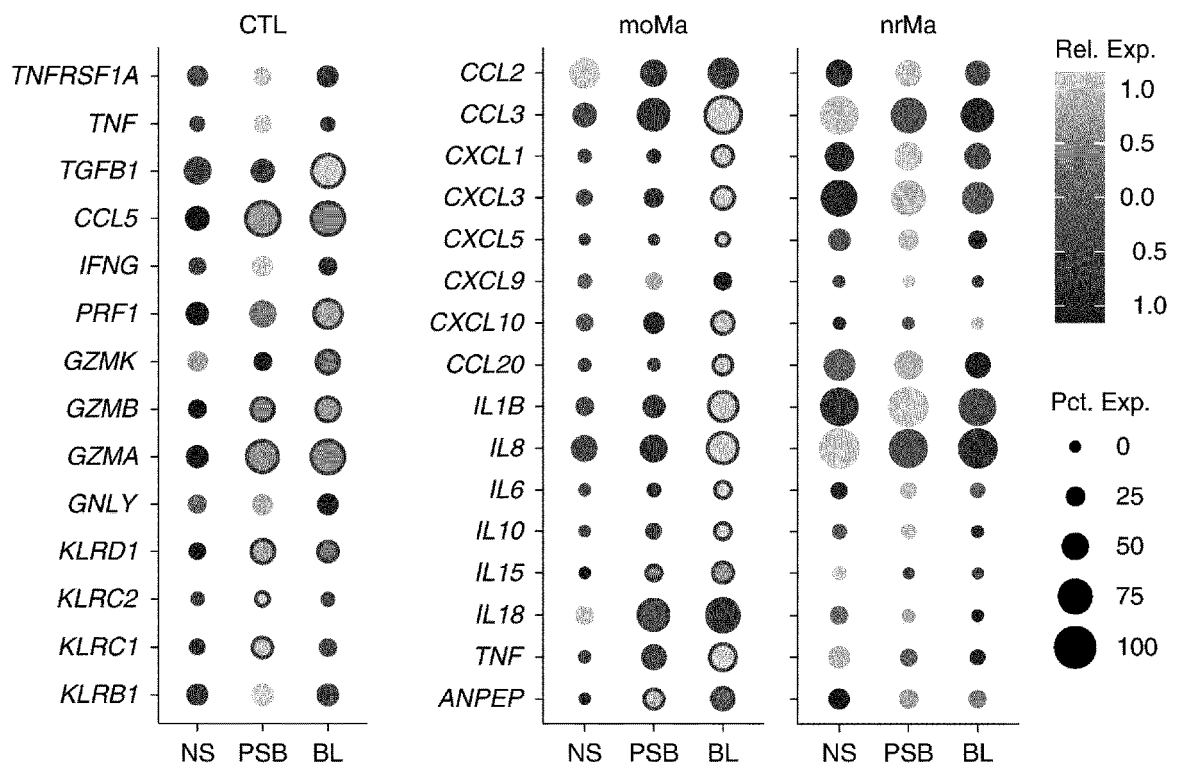 CTL
TNFRSF1A
TNF
TGFB1
CCL5
IFNG
PRF1
GZMK
GZMB
GZMA
GNLY
KLRD1
KLRC2
KLRC1
KLRB1
NS PSB BL
moMa nrMa
CCL2
CCL3
CXCL1
CXCL3
CXCL5
CXCL9
CXCL10
CCL20
IL1B
IL8
IL6
IL10
IL15
IL18
TNF
ANPEP
NS PSB BL NS PSB BL
Rel. Exp.
1.0
0.5
0.0
0.5
1.0
Pct. Exp.
0
25
50
75
100